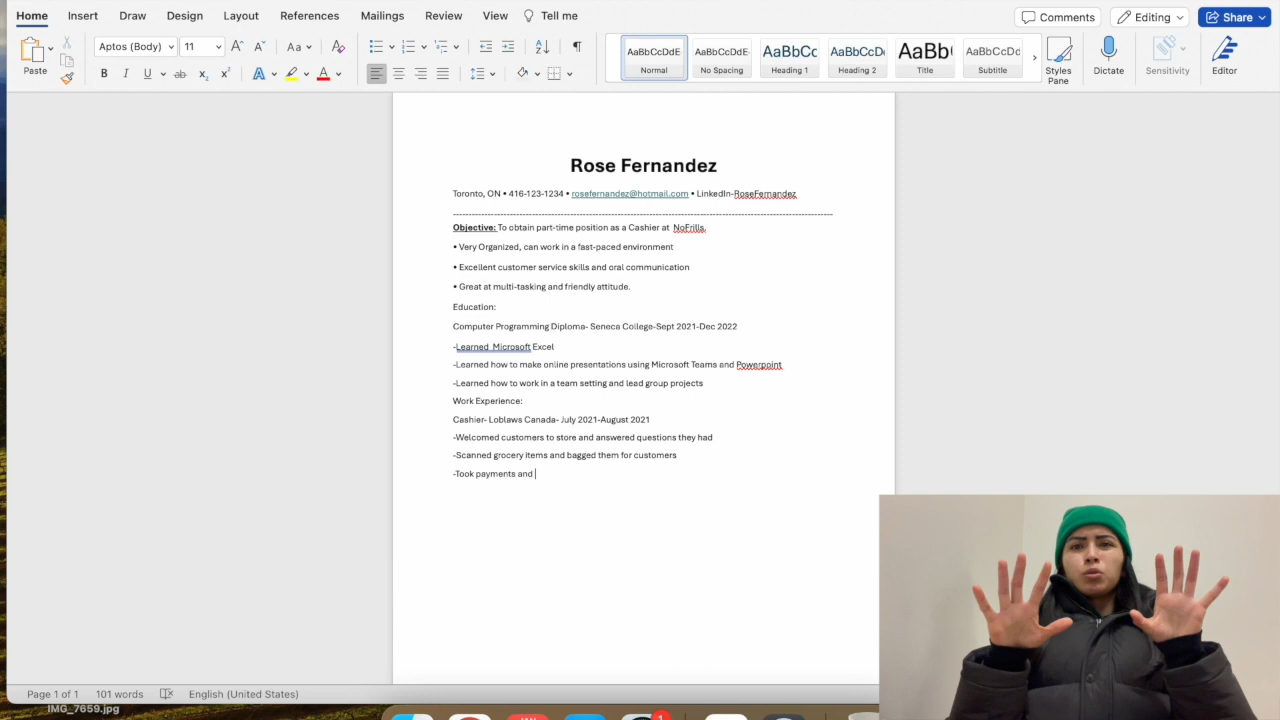 Home Insert Draw Design Layout References Mailings Review View Tell me Comments Editing Share
Aptos (Body) 11
Paste
AaBbCcDdE AaBbCcDdE AaBbCc AaBbCcD AaBb AaBbCcDd
Normal No Spacing Heading 1 Heading 2 Title Subtitle
Styles Pane
Dictate
Sensitivity
Editor
Rose Fernandez
Toronto, ON • 416-123-1234 • rosefernandez@hotmail.com • LinkedIn-RoseFernandez
Objective: To obtain part-time position as a Cashier at NoFrills.
• Very Organized, can work in a fast-paced environment
• Excellent customer service skills and oral communication
• Great at multi-tasking and friendly attitude.
Education:
Computer Programming Diploma- Seneca College-Sept 2021-Dec 2022
-Learned Microsoft Excel
-Learned how to make online presentations using Microsoft Teams and Powerpoint
-Learned how to work in a team setting and lead group projects
Work Experience:
Cashier- Loblaws Canada- July 2021-August 2021
-Welcomed customers to store and answered questions they had
-Scanned grocery items and bagged them for customers
-Took payments and
Page 1 of 1 101 words English (United States)
IMG_7659.jpg